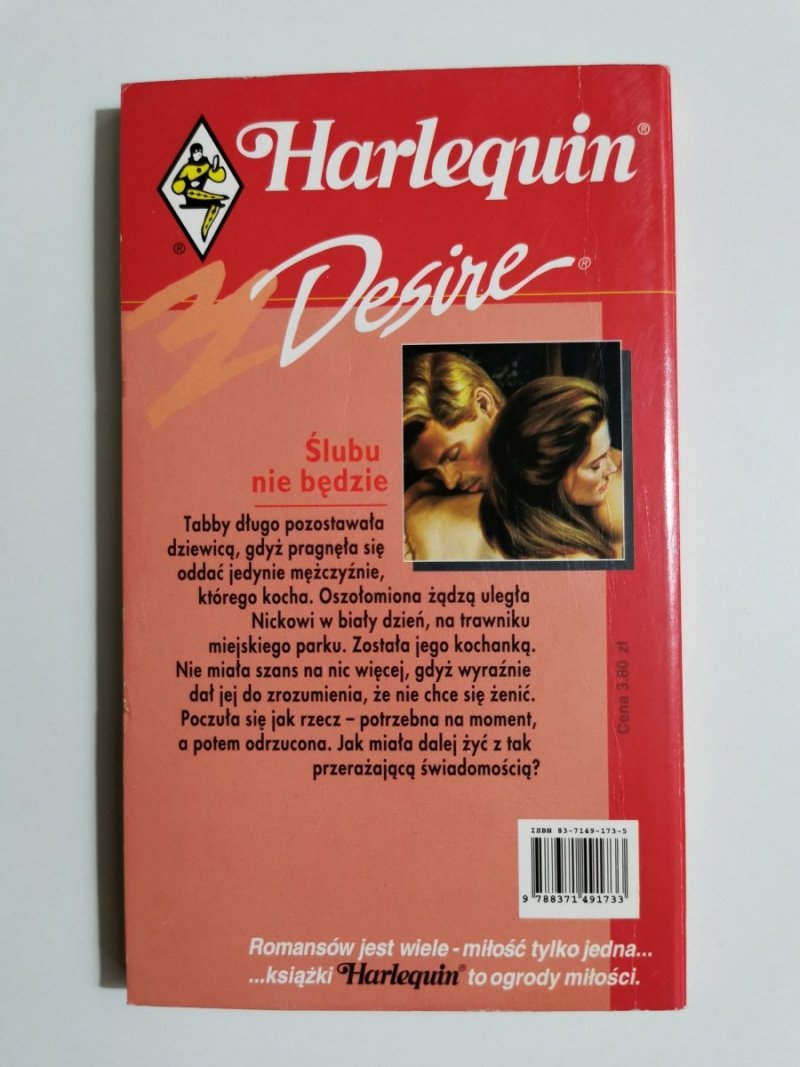 Harlequin®
®
Desire®
Ślubu
nie będzie
Tabby długo pozostawała
dziewicą, gdyż pragnęła się
oddać jedynie mężczyźnie,
którego kocha. Oszołomiona żądzą uległa
Nickowi w biały dzień, na trawniku
miejskiego parku. Została jego kochanką.
Nie miała szans na nic więcej, gdyż wyraźnie
dał jej do zrozumienia, że nie chce się żenić.
Poczuła się jak rzecz – potrzebna na moment,
a potem odrzucona. Jak miała dalej żyć z tak
przerażającą świadomością?
Cena 3.80 zł
ISBN 83-7149-173-5
9 788371 491733
Romansów jest wiele - miłość tylko jedna...
...książki Harlequin® to ogrody miłości.